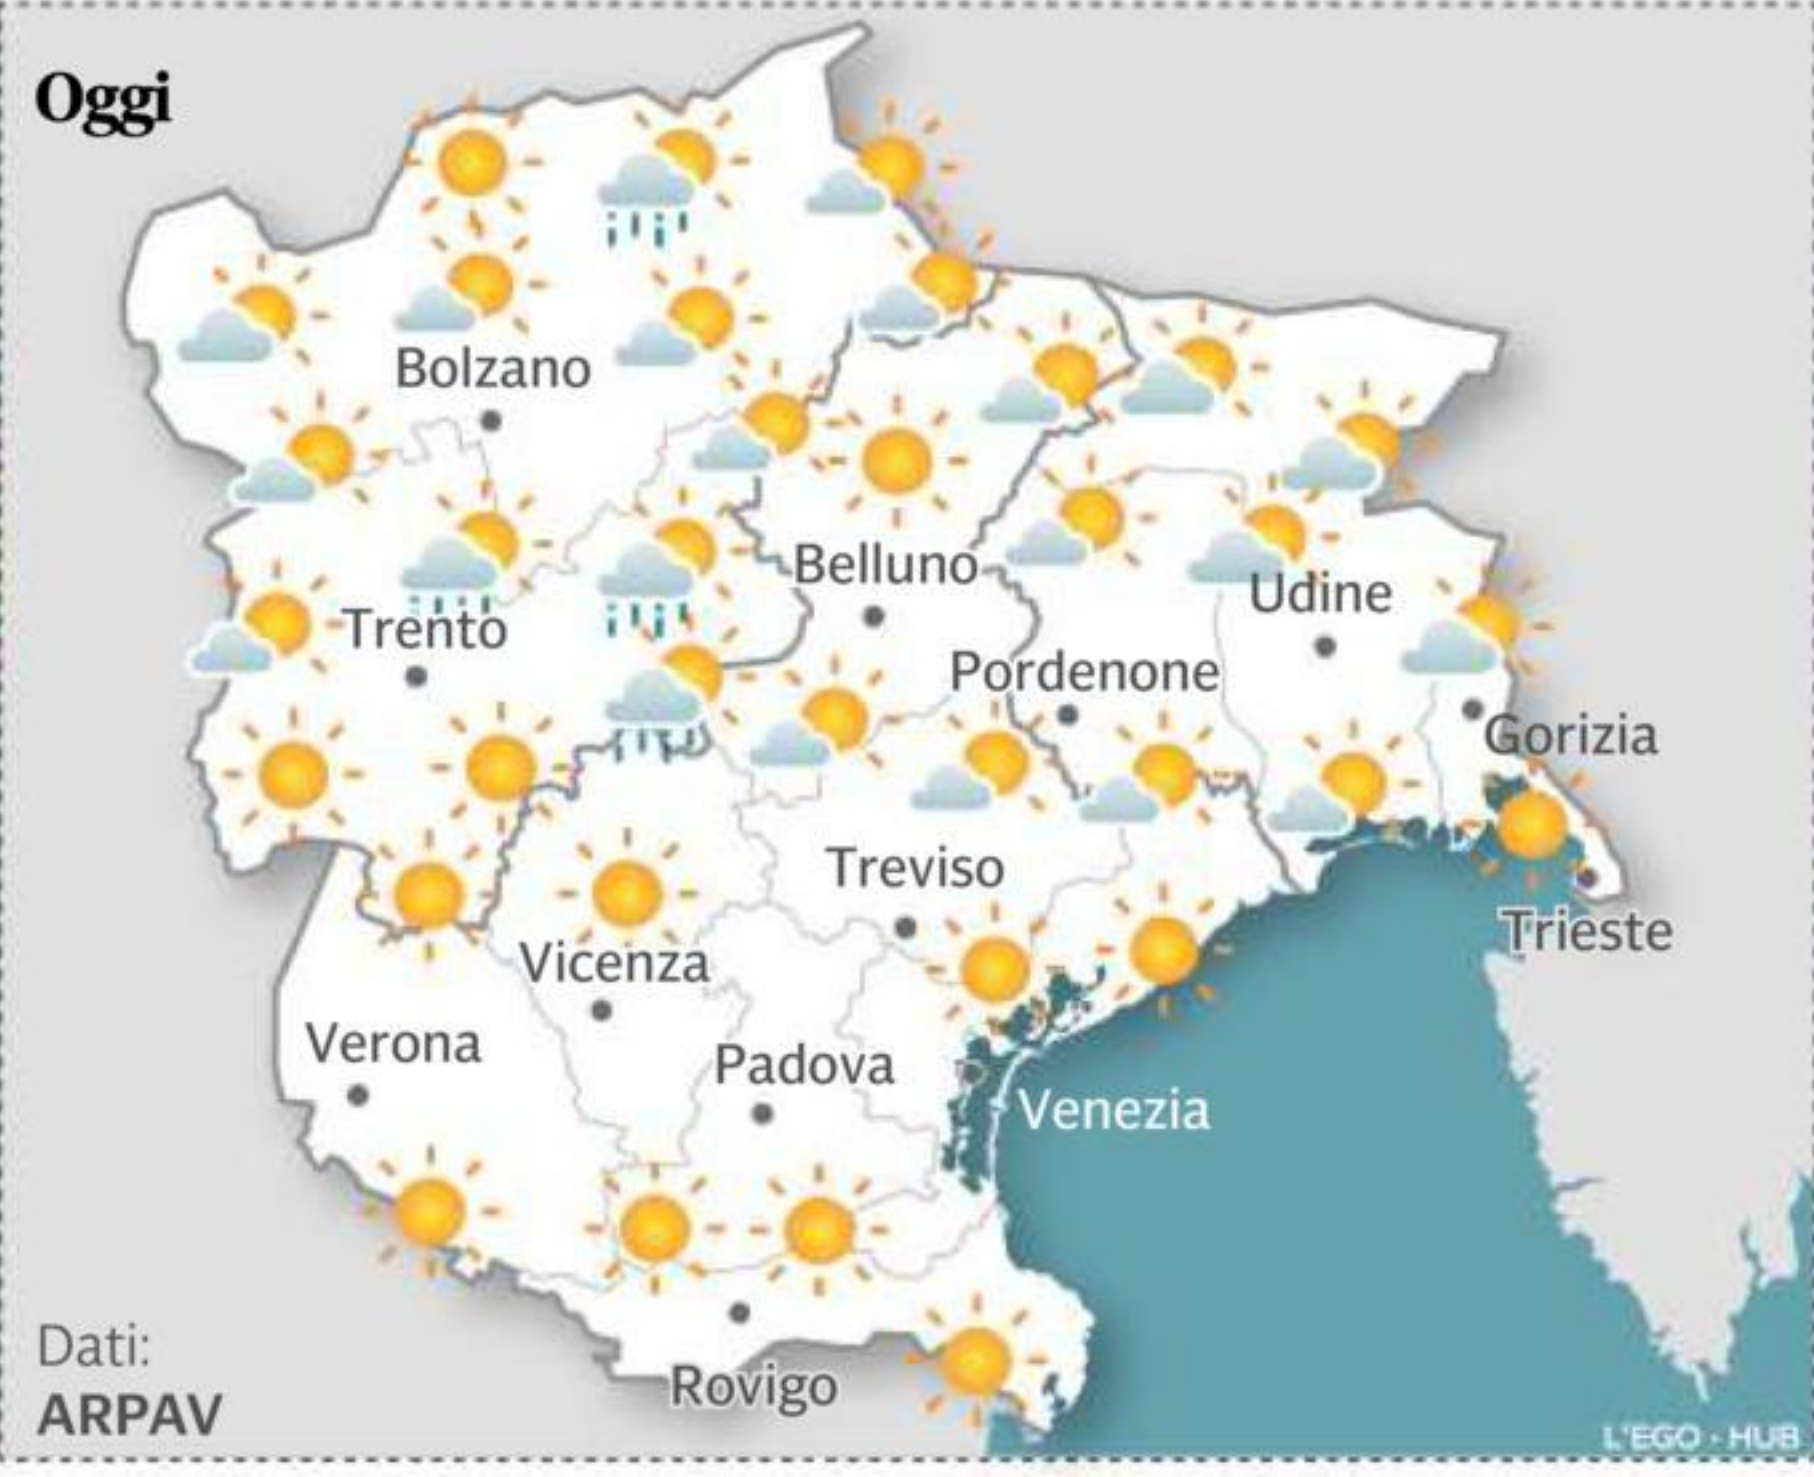 Oggi
Bolzano
Belluno
Udine
Trento
Pordenone
Gorizia
Treviso
Trieste
Vicenza
Verona
Padova
Venezia
Dati:
ARPAV
Rovigo
L'EGO - HUB